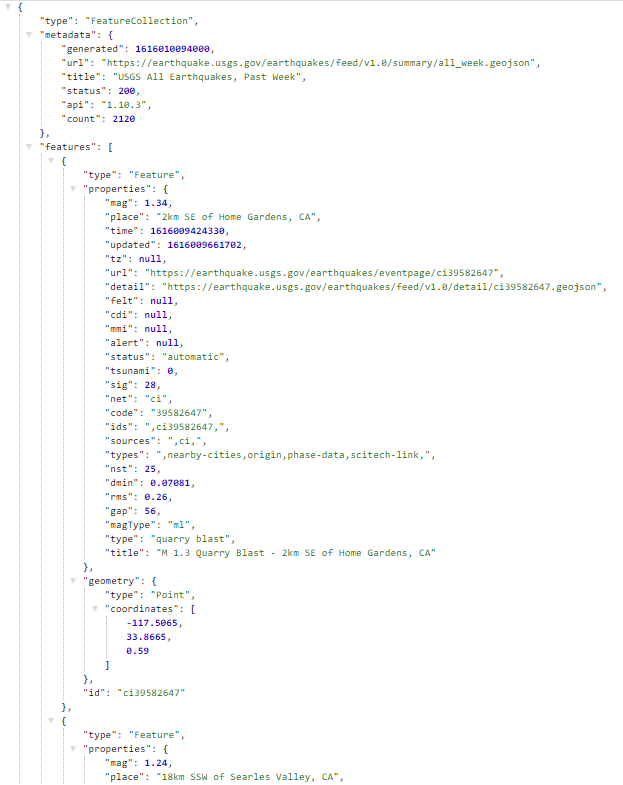 {
"type": "FeatureCollection",
"metadata": {
"generated": 1616010094000,
"url": "https://earthquake.usgs.gov/earthquakes/feed/v1.0/summary/all_week.geojson",
"title": "USGS All Earthquakes, Past Week",
"status": 200,
"api": "1.10.3",
"count": 2120
},
"features": [
{
"type": "Feature",
"properties": {
"mag": 1.34,
"place": "2km SE of Home Gardens, CA",
"time": 1616009424330,
"updated": 1616009661702,
"tz": null,
"url": "https://earthquake.usgs.gov/earthquakes/eventpage/ci39582647",
"detail": "https://earthquake.usgs.gov/earthquakes/feed/v1.0/detail/ci39582647.geojson",
"felt": null,
"cdi": null,
"mmi": null,
"alert": null,
"status": "automatic",
"tsunami": 0,
"sig": 28,
"net": "ci",
"code": "39582647",
"ids": ",ci39582647,",
"sources": ",ci,",
"types": ",nearby-cities,origin,phase-data,scitech-link,",
"nst": 25,
"dmin": 0.07081,
"rms": 0.26,
"gap": 56,
"magType": "ml",
"type": "quarry blast",
"title": "M 1.3 Quarry Blast - 2km SE of Home Gardens, CA"
},
"geometry": {
"type": "Point",
"coordinates": [
-117.5065,
33.8665,
0.59
]
},
"id": "ci39582647"
},
{
"type": "Feature",
"properties": {
"mag": 1.24,
"place": "18km SSW of Searles Valley, CA",